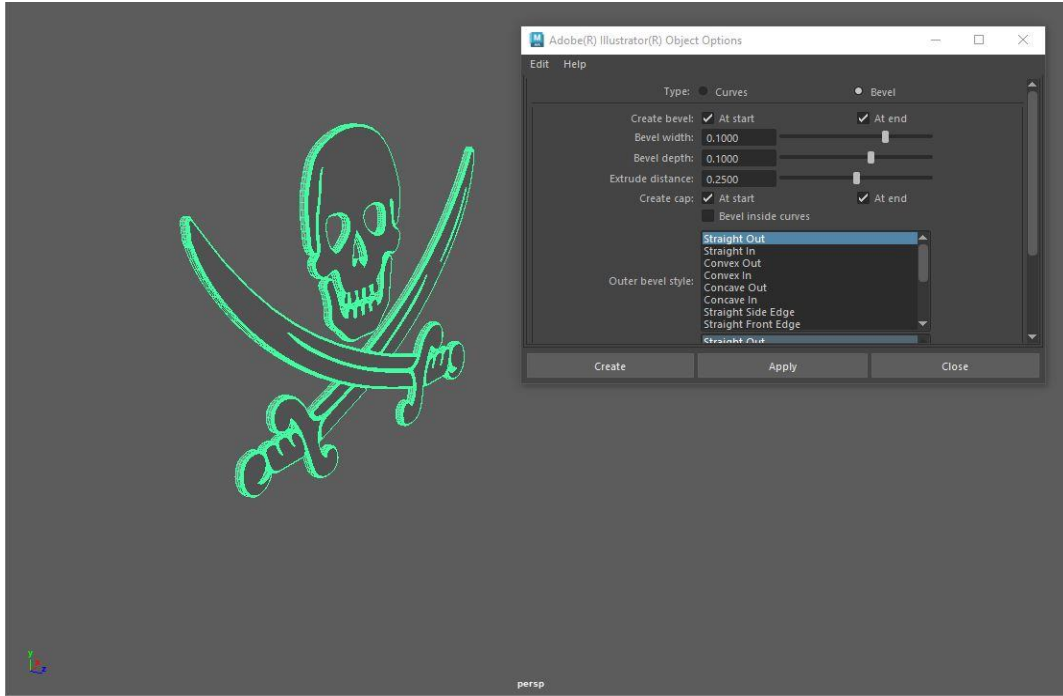 Adobe(R) Illustrator(R) Object Options
Edit Help
Type: Curves Bevel
Create bevel: At start At end
Bevel width: 0.1000
Bevel depth: 0.1000
Extrude distance: 0.2500
Create cap: At start At end
Bevel inside curves
Outer bevel style:
Straight Out
Straight In
Convex Out
Convex In
Concave Out
Concave In
Straight Side Edge
Straight Front Edge
Straight Out
Create Apply Close
y
z
persp